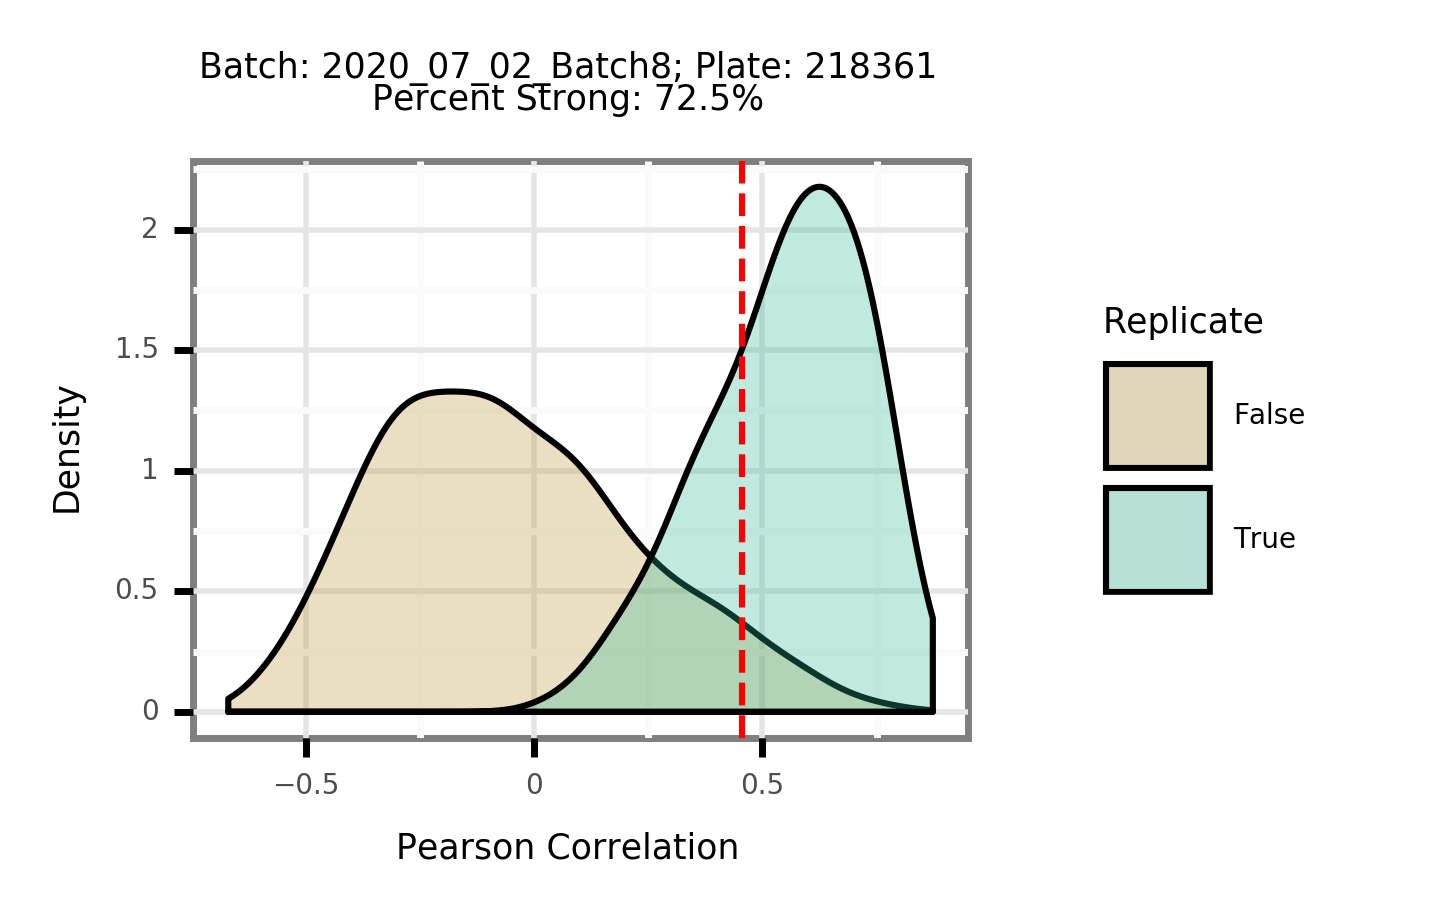 Batch: 2020_07_02_Batch8; Plate: 218361
Percent Strong: 72.5%
Density
2
1.5
1
0.5
0
−0.5
0
0.5
Pearson Correlation
Replicate
False
True